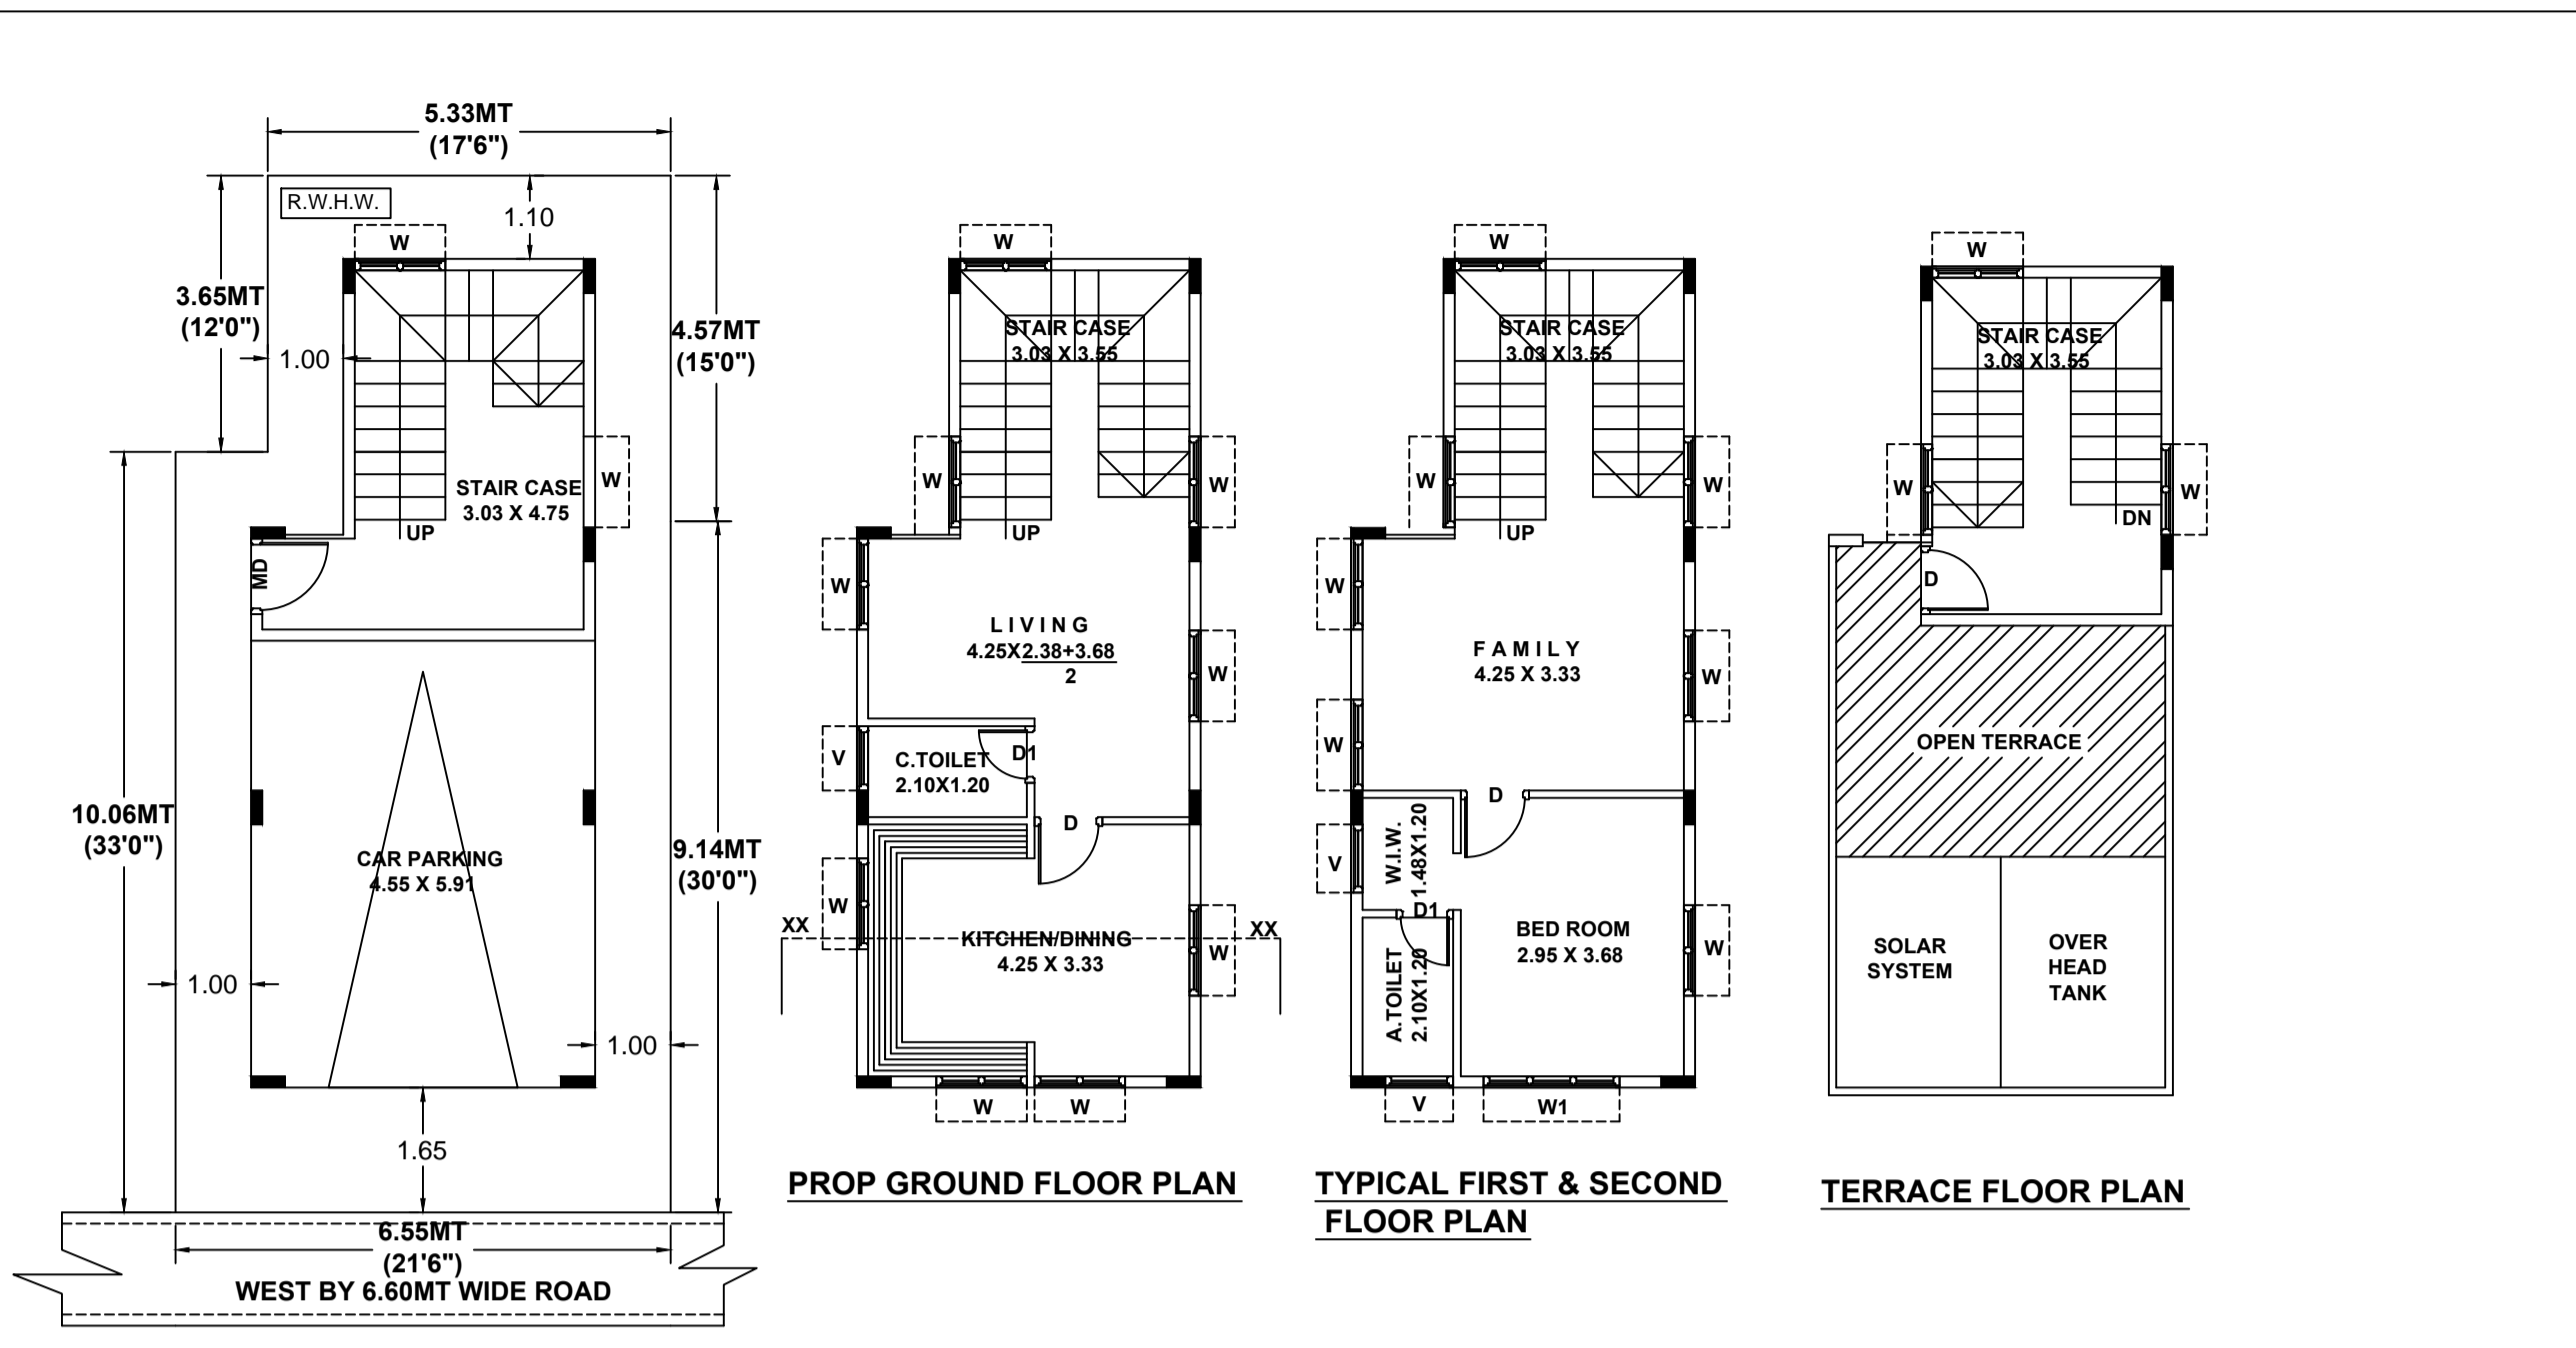 5.33MT
(17'6")
R.W.H.W.
1.10
W
3.65MT
(12'0")
1.00
4.57MT
(15'0")
STAIR CASE
3.03 X 4.75
W
UP
MD
10.06MT
(33'0")
CAR PARKING
4.55 X 5.91
9.14MT
(30'0")
1.00
1.00
1.65
6.55MT
(21'6")
WEST BY 6.60MT WIDE ROAD
W
STAIR CASE
3.03 X 3.55
W
W
UP
W
LIVING
4.25X2.38+3.68
2
W
V
C.TOILET
2.10X1.20
D1
D
W
XX
KITCHEN/DINING
4.25 X 3.33
XX
W
W
W
PROP GROUND FLOOR PLAN
W
STAIR CASE
3.03 X 3.55
W
W
UP
W
FAMILY
4.25 X 3.33
W
W
D
V
W.I.W.
1.48X1.20
D1
BED ROOM
2.95 X 3.68
W
A.TOILET
2.10X1.20
V
W1
TYPICAL FIRST & SECOND
FLOOR PLAN
W
STAIR CASE
3.03 X 3.55
W
W
DN
D
OPEN TERRACE
SOLAR
SYSTEM
OVER
HEAD
TANK
TERRACE FLOOR PLAN